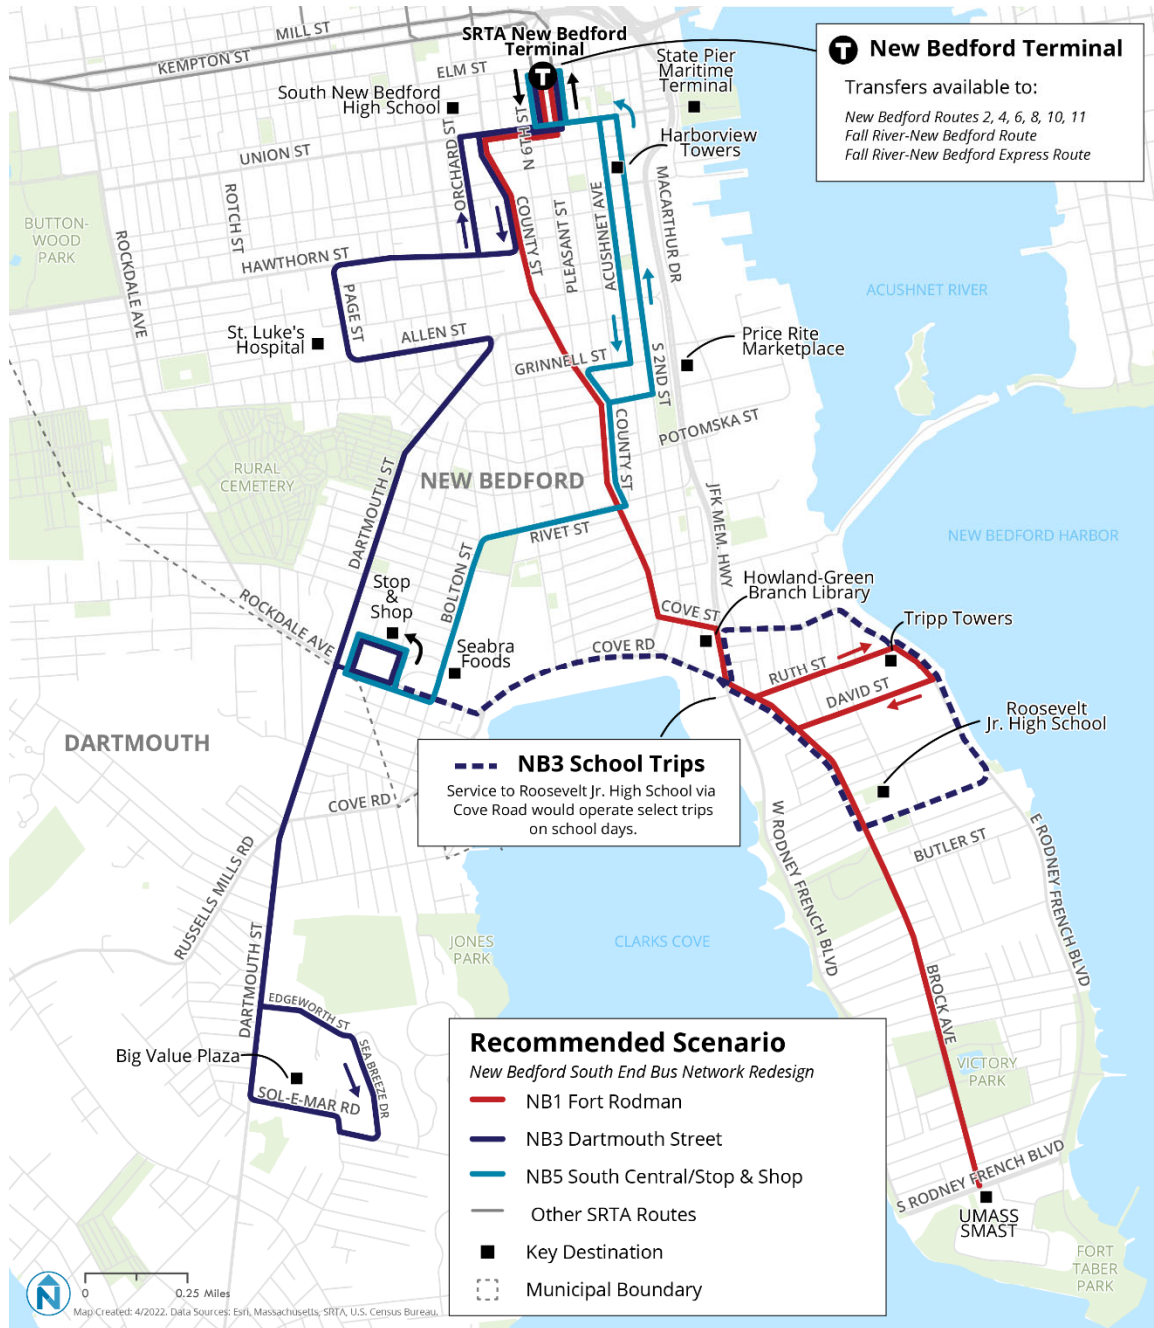 MILL ST
KEMPTON ST
SRTA New Bedford
Terminal
T
ELM ST
State Pier
Maritime
Terminal
T New Bedford Terminal
Transfers available to:
New Bedford Routes 2, 4, 6, 8, 10, 11
Fall River-New Bedford Route
Fall River-New Bedford Express Route
South New Bedford
High School
N 6TH ST
Harborview
Towers
UNION ST
ORCHARD ST
ROTCH ST
BUTTON-
WOOD
PARK
ROCKDALE AVE
COUNTY ST
PLEASANT ST
ACUSHNET AVE
MACARTHUR DR
HAWTHORN ST
ACUSHNET RIVER
PAGE ST
ALLEN ST
St. Luke's
Hospital
GRINNELL ST
S 2ND ST
Price Rite
Marketplace
COUNTY ST
POTOMSKA ST
RURAL
CEMETERY
NEW BEDFORD
DARTMOUTH ST
JFK MEM. HWY
RIVET ST
NEW BEDFORD HARBOR
BOLTON ST
Stop
&
Shop
ROCKDALE AVE
Howland-Green
Branch Library
COVE ST
Tripp Towers
Seabra
Foods
COVE RD
RUTH ST
DAVID ST
Roosevelt
Jr. High School
DARTMOUTH
NB3 School Trips
Service to Roosevelt Jr. High School via
Cove Road would operate select trips
on school days.
COVE RD
W RODNEY FRENCH BLVD
BUTLER ST
E RODNEY FRENCH BLVD
RUSSELLS MILLS RD
DARTMOUTH ST
JONES
PARK
CLARKS COVE
BROCK AVE
EDGEWORTH ST
SEA BREEZE DR
Big Value Plaza
SOL-E-MAR RD
VICTORY
PARK
S RODNEY FRENCH BLVD
UMASS
SMAST
FORT
TABER
PARK
Recommended Scenario
New Bedford South End Bus Network Redesign
NB1 Fort Rodman
NB3 Dartmouth Street
NB5 South Central/Stop & Shop
Other SRTA Routes
Key Destination
Municipal Boundary
N
0 0.25 Miles
Map Created: 4/2022. Data Sources: Esri, Massachusetts, SRTA, U.S. Census Bureau.